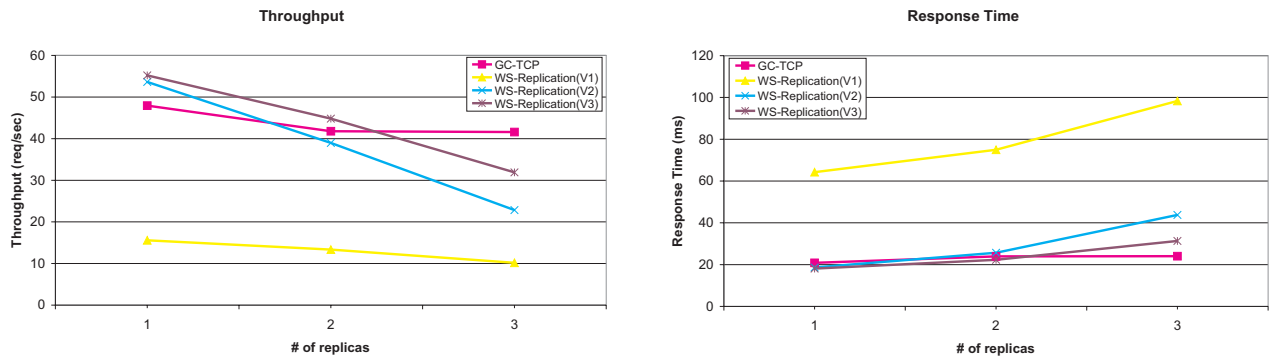 Throughput
60
50
40
30
20
10
0
Throughput (req/sec)
GC-TCP
WS-Replication(V1)
WS-Replication(V2)
WS-Replication(V3)
1 2 3
# of replicas
Response Time
120
100
80
60
40
20
0
Response Time (ms)
GC-TCP
WS-Replication(V1)
WS-Replication(V2)
WS-Replication(V3)
1 2 3
# of replicas